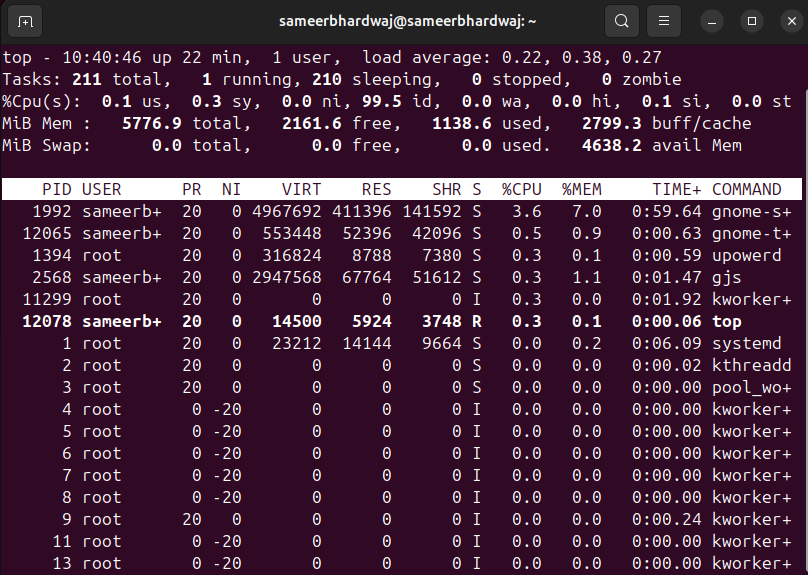 sameerbhardwaj@sameerbhardwaj: ~
top - 10:40:46 up 22 min,  1 user,  load average: 0.22, 0.38, 0.27
Tasks: 211 total,   1 running, 210 sleeping,   0 stopped,   0 zombie
%Cpu(s):  0.1 us,  0.3 sy,  0.0 ni, 99.5 id,  0.0 wa,  0.0 hi,  0.1 si,  0.0 st
MiB Mem :   5776.9 total,   2161.6 free,   1138.6 used,   2799.3 buff/cache
MiB Swap:      0.0 total,      0.0 free,      0.0 used.   4638.2 avail Mem
    PID USER      PR  NI    VIRT    RES    SHR S  %CPU  %MEM     TIME+ COMMAND
   1992 sameerb+  20   0 4967692 411396 141592 S   3.6   7.0   0:59.64 gnome-s+
  12065 sameerb+  20   0  553448  52396  42096 S   0.5   0.9   0:00.63 gnome-t+
   1394 root      20   0  316824   8788   7380 S   0.3   0.1   0:00.59 upowerd
   2568 sameerb+  20   0 2947568  67764  51612 S   0.3   1.1   0:01.47 gjs
  11299 root      20   0       0      0      0 I   0.3   0.0   0:01.92 kworker+
  12078 sameerb+  20   0   14500   5924   3748 R   0.3   0.1   0:00.06 top
      1 root      20   0   23212  14144   9664 S   0.0   0.2   0:06.09 systemd
      2 root      20   0       0      0      0 S   0.0   0.0   0:00.02 kthreadd
      3 root      20   0       0      0      0 S   0.0   0.0   0:00.00 pool_wo+
      4 root       0 -20       0      0      0 I   0.0   0.0   0:00.00 kworker+
      5 root       0 -20       0      0      0 I   0.0   0.0   0:00.00 kworker+
      6 root       0 -20       0      0      0 I   0.0   0.0   0:00.00 kworker+
      7 root       0 -20       0      0      0 I   0.0   0.0   0:00.00 kworker+
      8 root       0 -20       0      0      0 I   0.0   0.0   0:00.00 kworker+
      9 root      20   0       0      0      0 I   0.0   0.0   0:00.24 kworker+
     11 root       0 -20       0      0      0 I   0.0   0.0   0:00.00 kworker+
     13 root       0 -20       0      0      0 I   0.0   0.0   0:00.00 kworker+